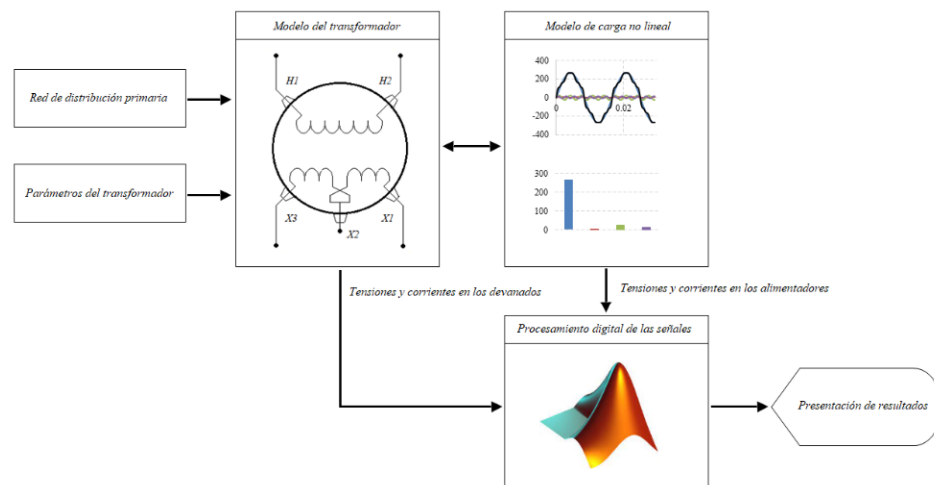 Modelo del transformador
Modelo de carga no lineal
Red de distribución primaria
Parámetros del transformador
H1
H2
X3
X2
X1
400
200
0
-200
-400
0
0.02
300
200
100
0
Tensiones y corrientes en los devanados
Tensiones y corrientes en los alimentadores
Procesamiento digital de las señales
Presentación de resultados